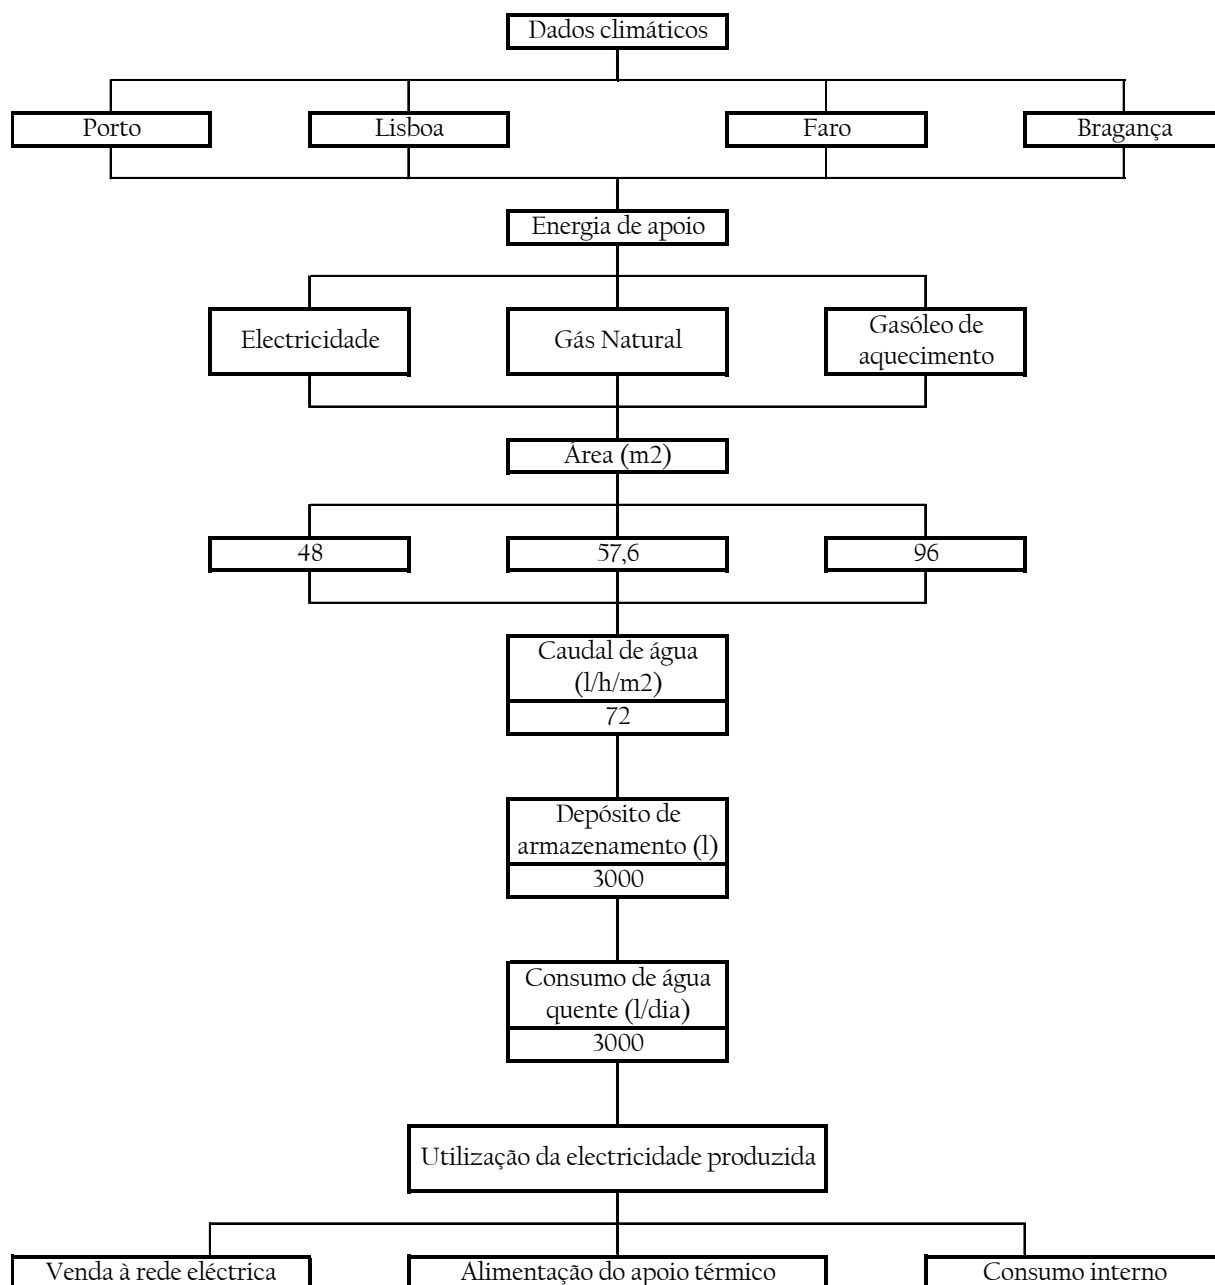 Dados climáticos
Porto
Lisboa
Faro
Bragança
Energia de apoio
Electricidade
Gás Natural
Gasóleo de
aquecimento
Área (m2)
48
57,6
96
Caudal de água
(l/h/m2)
72
Depósito de
armazenamento (l)
3000
Consumo de água
quente (l/dia)
3000
Utilização da electricidade produzida
Venda à rede eléctrica
Alimentação do apoio térmico
Consumo interno